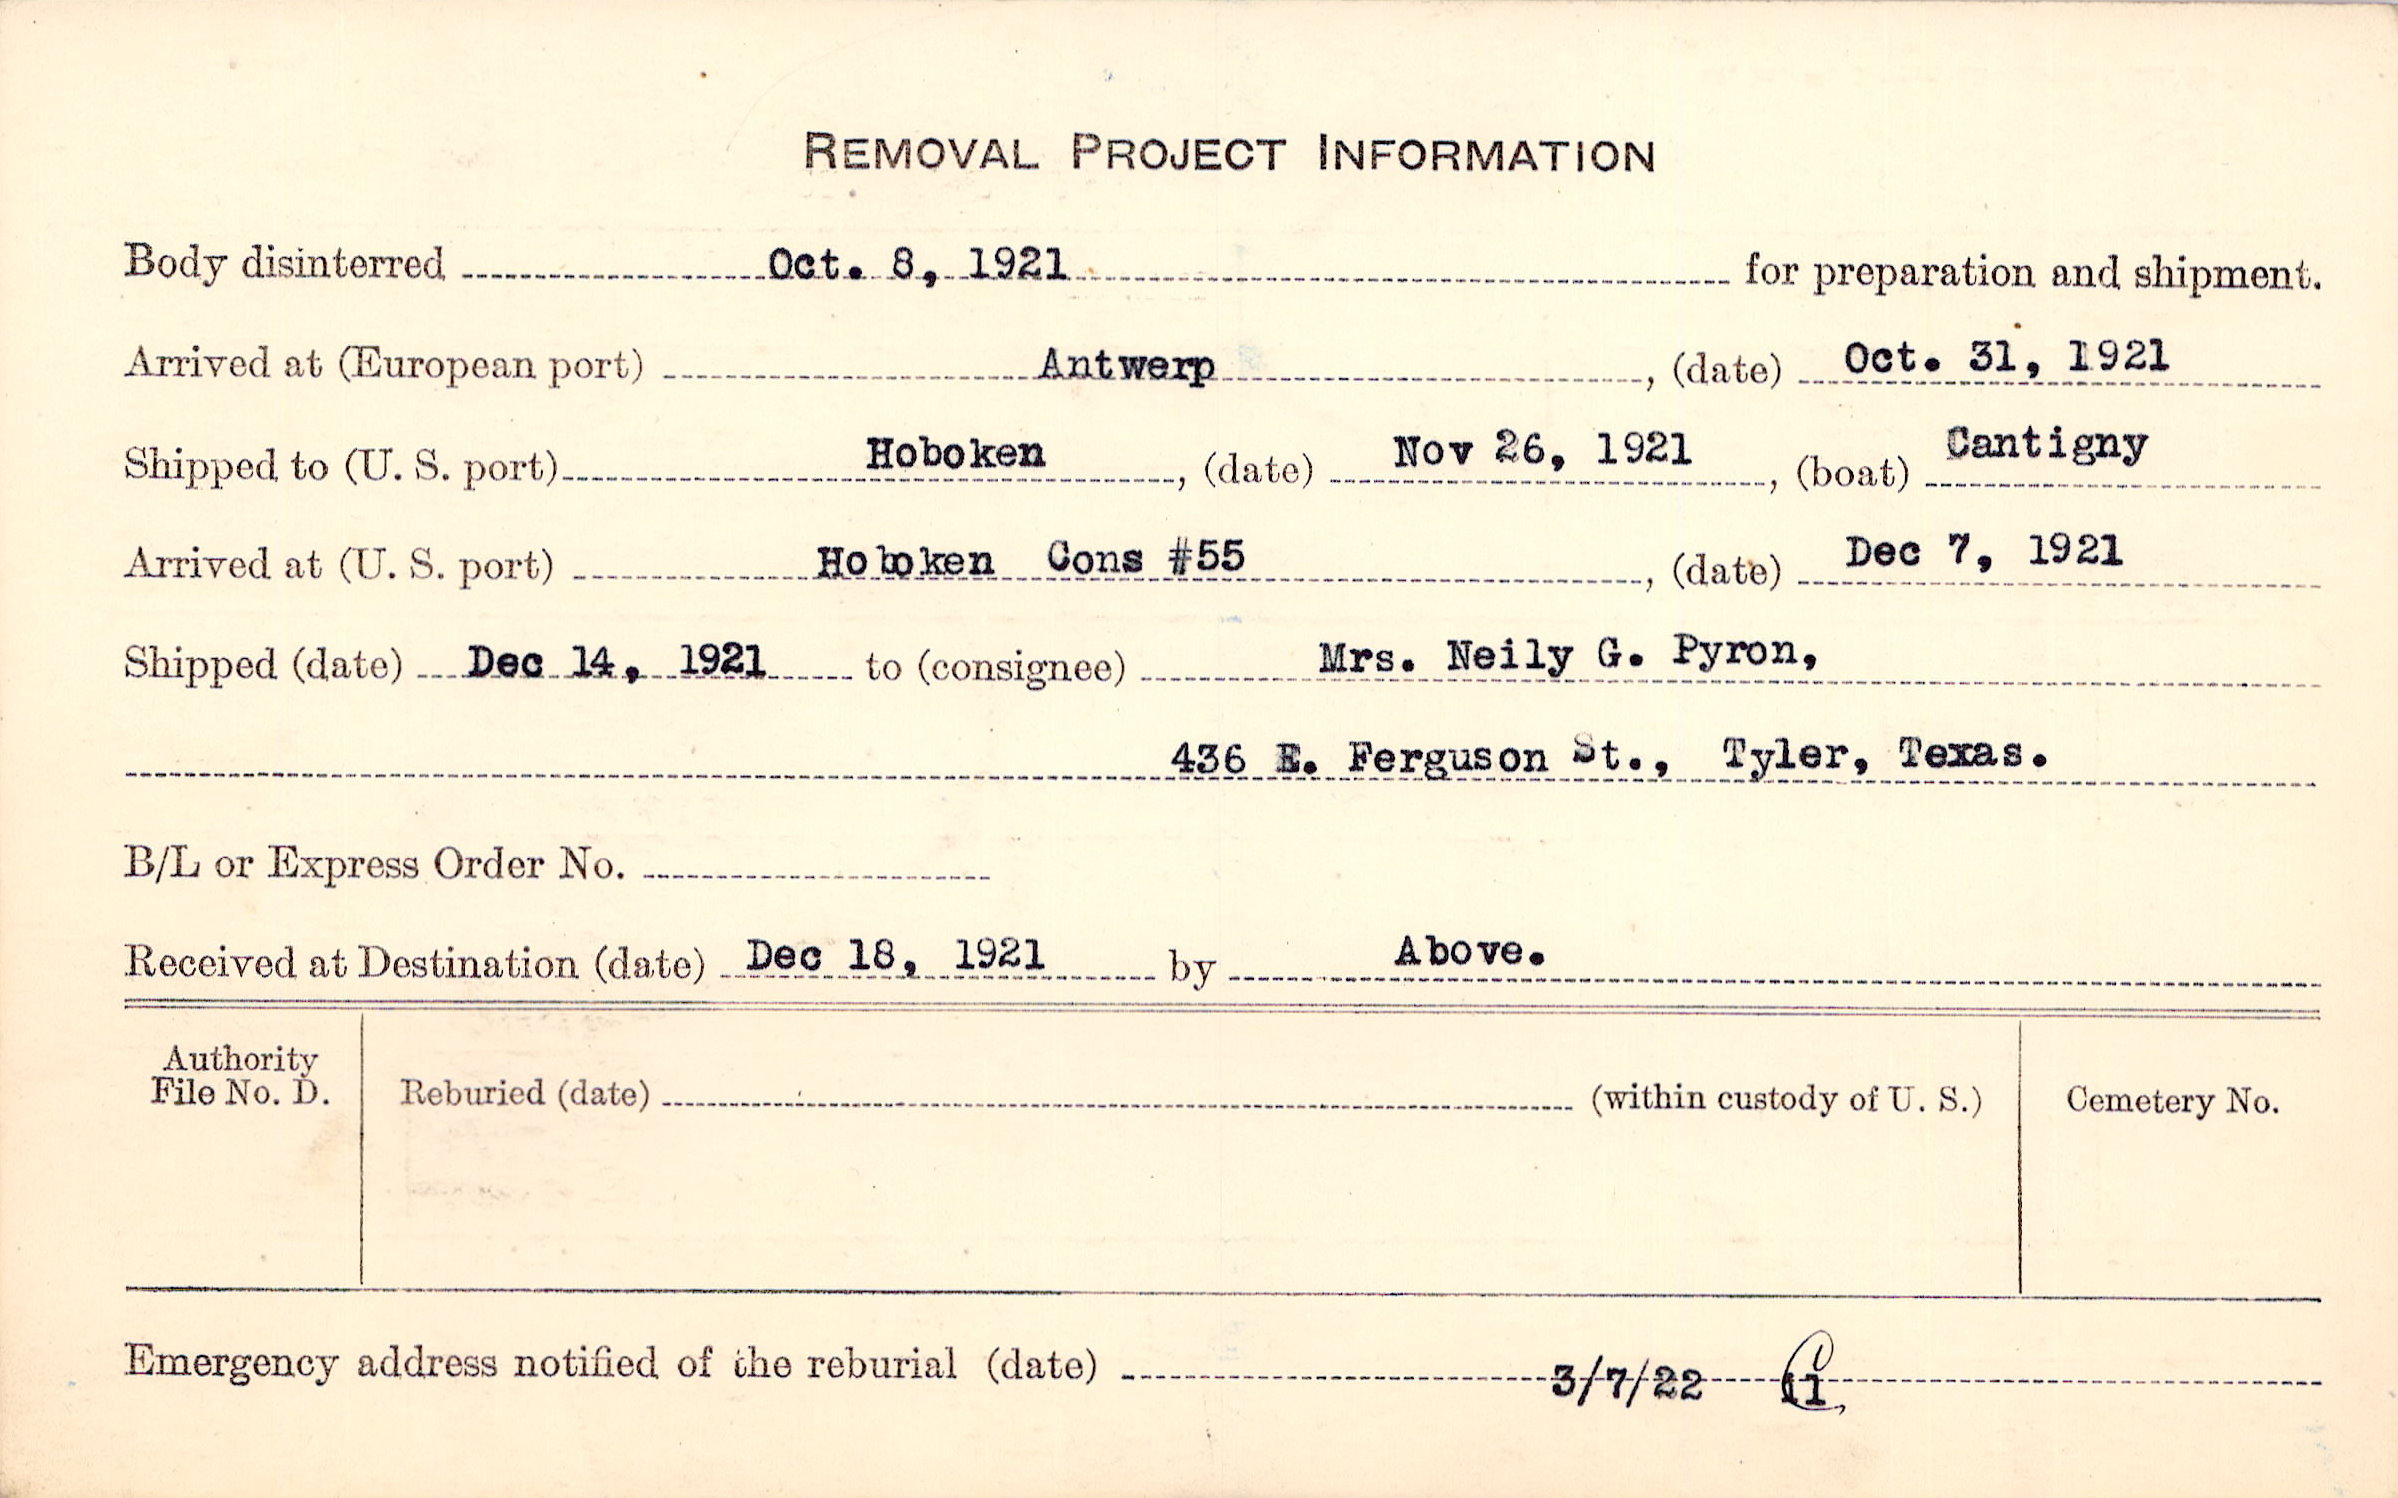 REMOVAL PROJECT INFORMATION
Body disinterred Oct. 8, 1921 for preparation and shipment.
Arrived at (European port) Antwerp, (date) Oct. 31, 1921
Shipped to (U. S. port) Hoboken, (date) Nov 26, 1921, (boat) Cantigny
Arrived at (U. S. port) Hoboken Cons #55, (date) Dec 7, 1921
Shipped (date) Dec 14, 1921 to (consignee) Mrs. Neily G. Pyron,
436 E. Ferguson St., Tyler, Texas.
B/L or Express Order No.
Received at Destination (date) Dec 18, 1921 by Above.
Authority
File No. D.
Reburied (date) (within custody of U. S.)
Cemetery No.
Emergency address notified of the reburial (date) 3/7/22 11